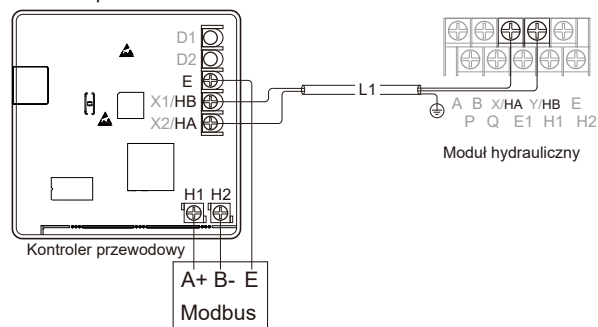 D1
D2
E
X1/HB
X2/HA
H1 H2
Kontroler przewodowy
A+ B- E
Modbus
L1
A B X/HA Y/HB E
P Q E1 H1 H2
Moduł hydrauliczny